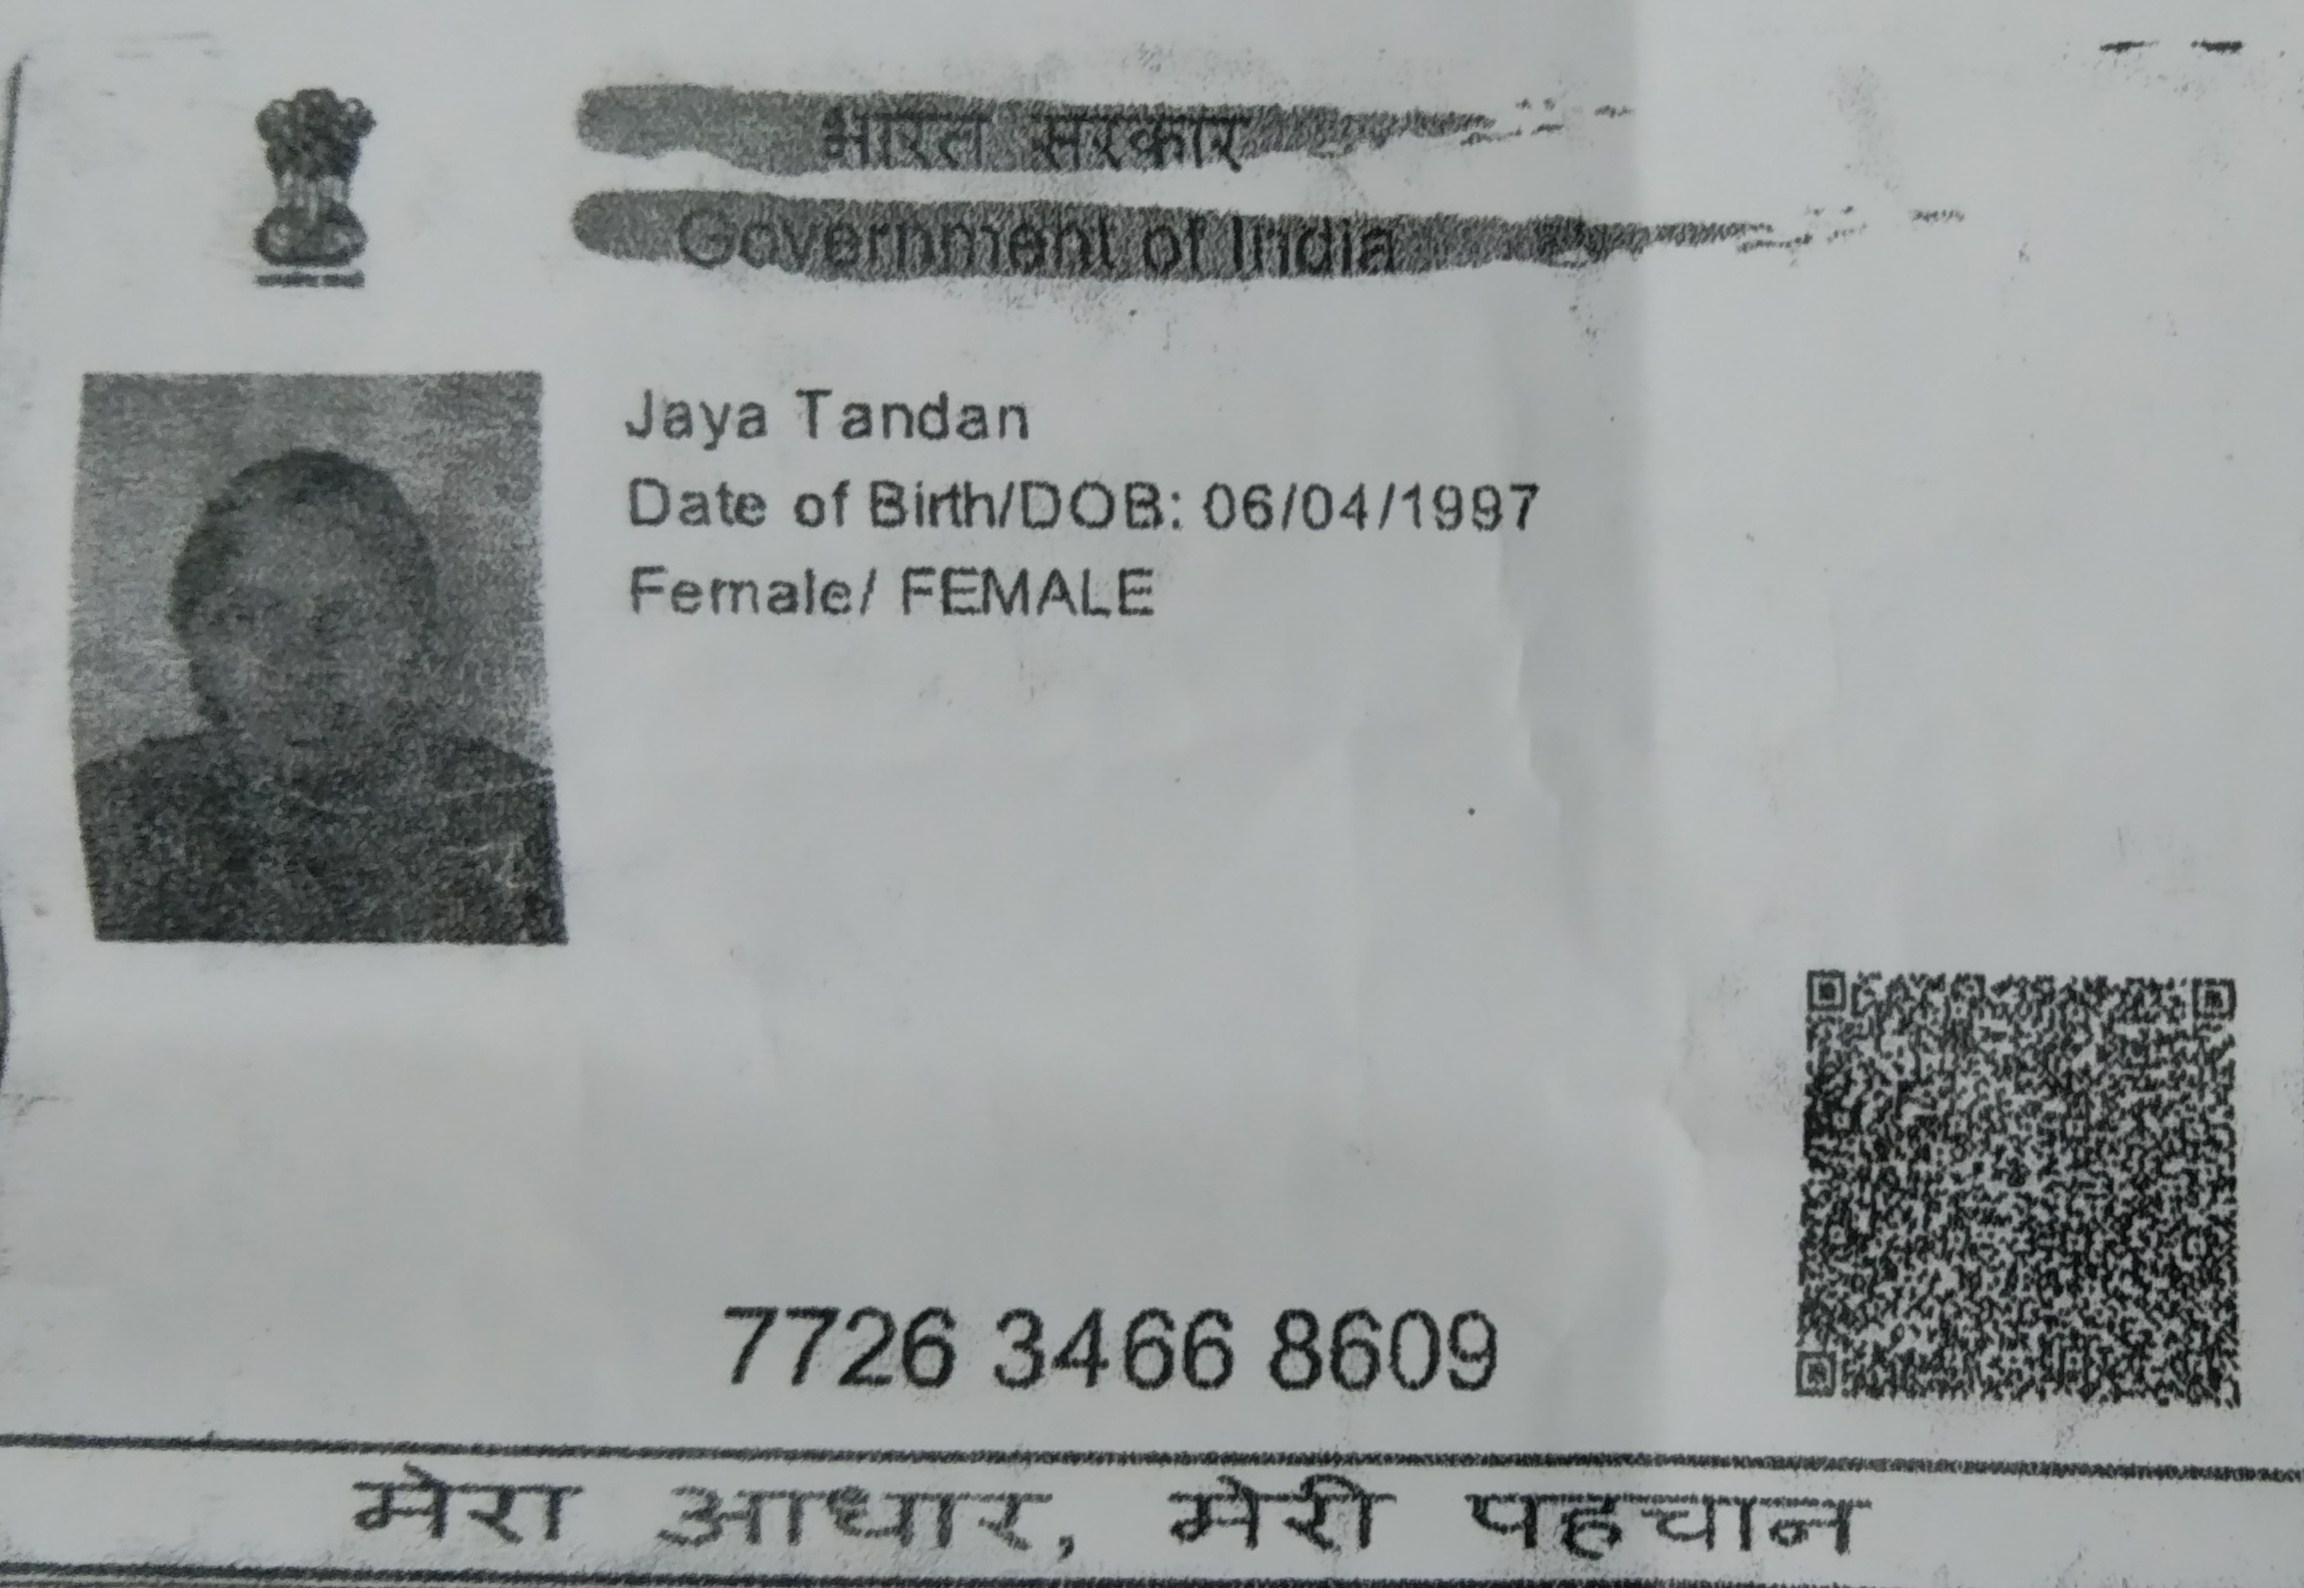 भारत सरकार
Government of India
Jaya Tandan
Date of Birth/DOB: 06/04/1997
Female/ FEMALE
7726 3466 8609
मेरा आधार, मेरी पहचान